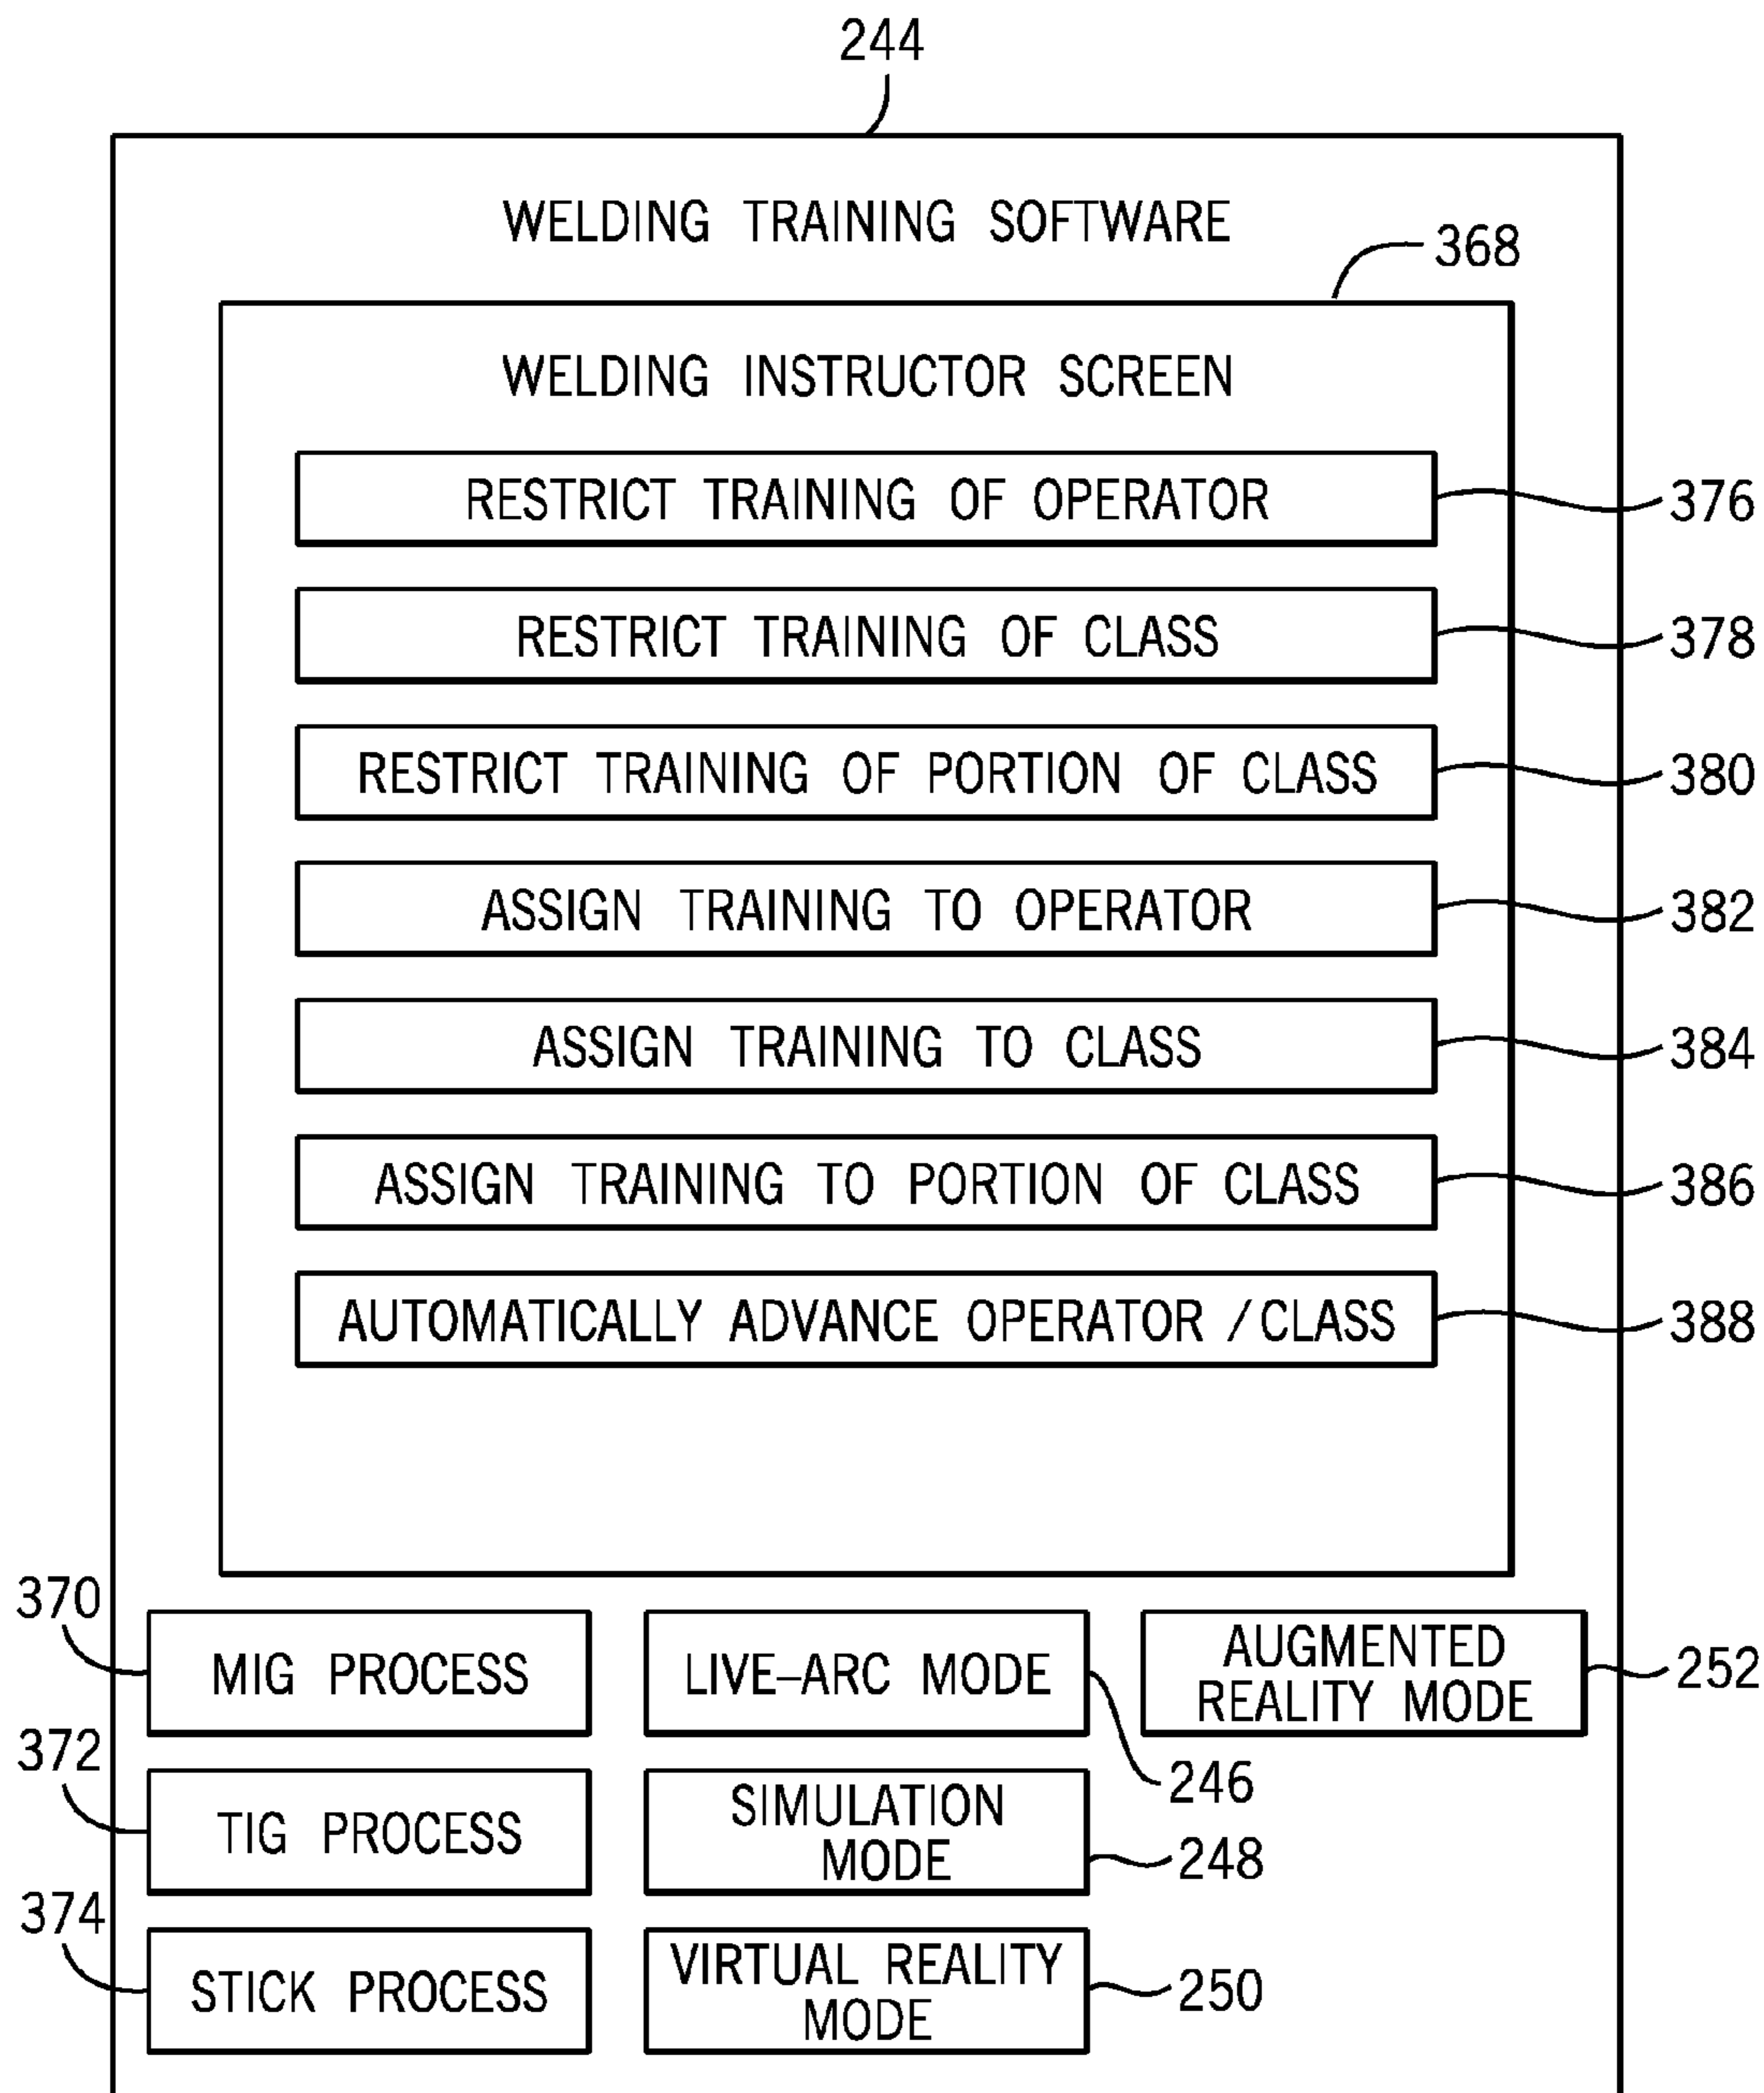 244
WELDING TRAINING SOFTWARE
368
WELDING INSTRUCTOR SCREEN
RESTRICT TRAINING OF OPERATOR
376
RESTRICT TRAINING OF CLASS
378
RESTRICT TRAINING OF PORTION OF CLASS
380
ASSIGN TRAINING TO OPERATOR
382
ASSIGN TRAINING TO CLASS
384
ASSIGN TRAINING TO PORTION OF CLASS
386
AUTOMATICALLY ADVANCE OPERATOR / CLASS
388
370
MIG PROCESS
LIVE–ARC MODE
AUGMENTED
REALITY MODE
252
372
246
TIG PROCESS
SIMULATION
MODE
248
374
STICK PROCESS
VIRTUAL REALITY
MODE
250